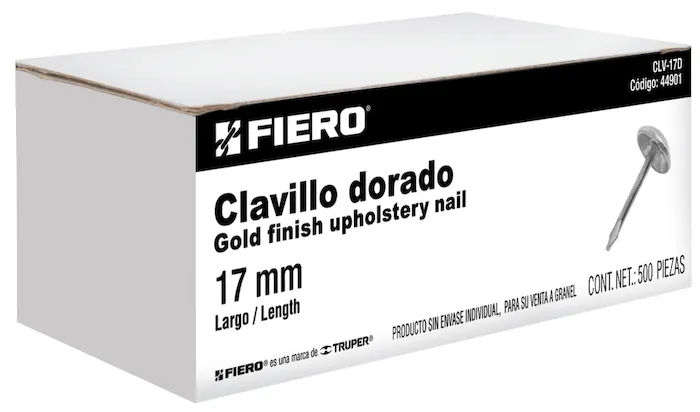 CLV-17D
Código: 44901
FIERO®
Clavillo dorado
Gold finish upholstery nail
17 mm
Largo / Length
CONT. NET.: 500 PIEZAS
PRODUCTO SIN ENVASE INDIVIDUAL, PARA SU VENTA A GRANEL
FIERO® es una marca de TRUPER®